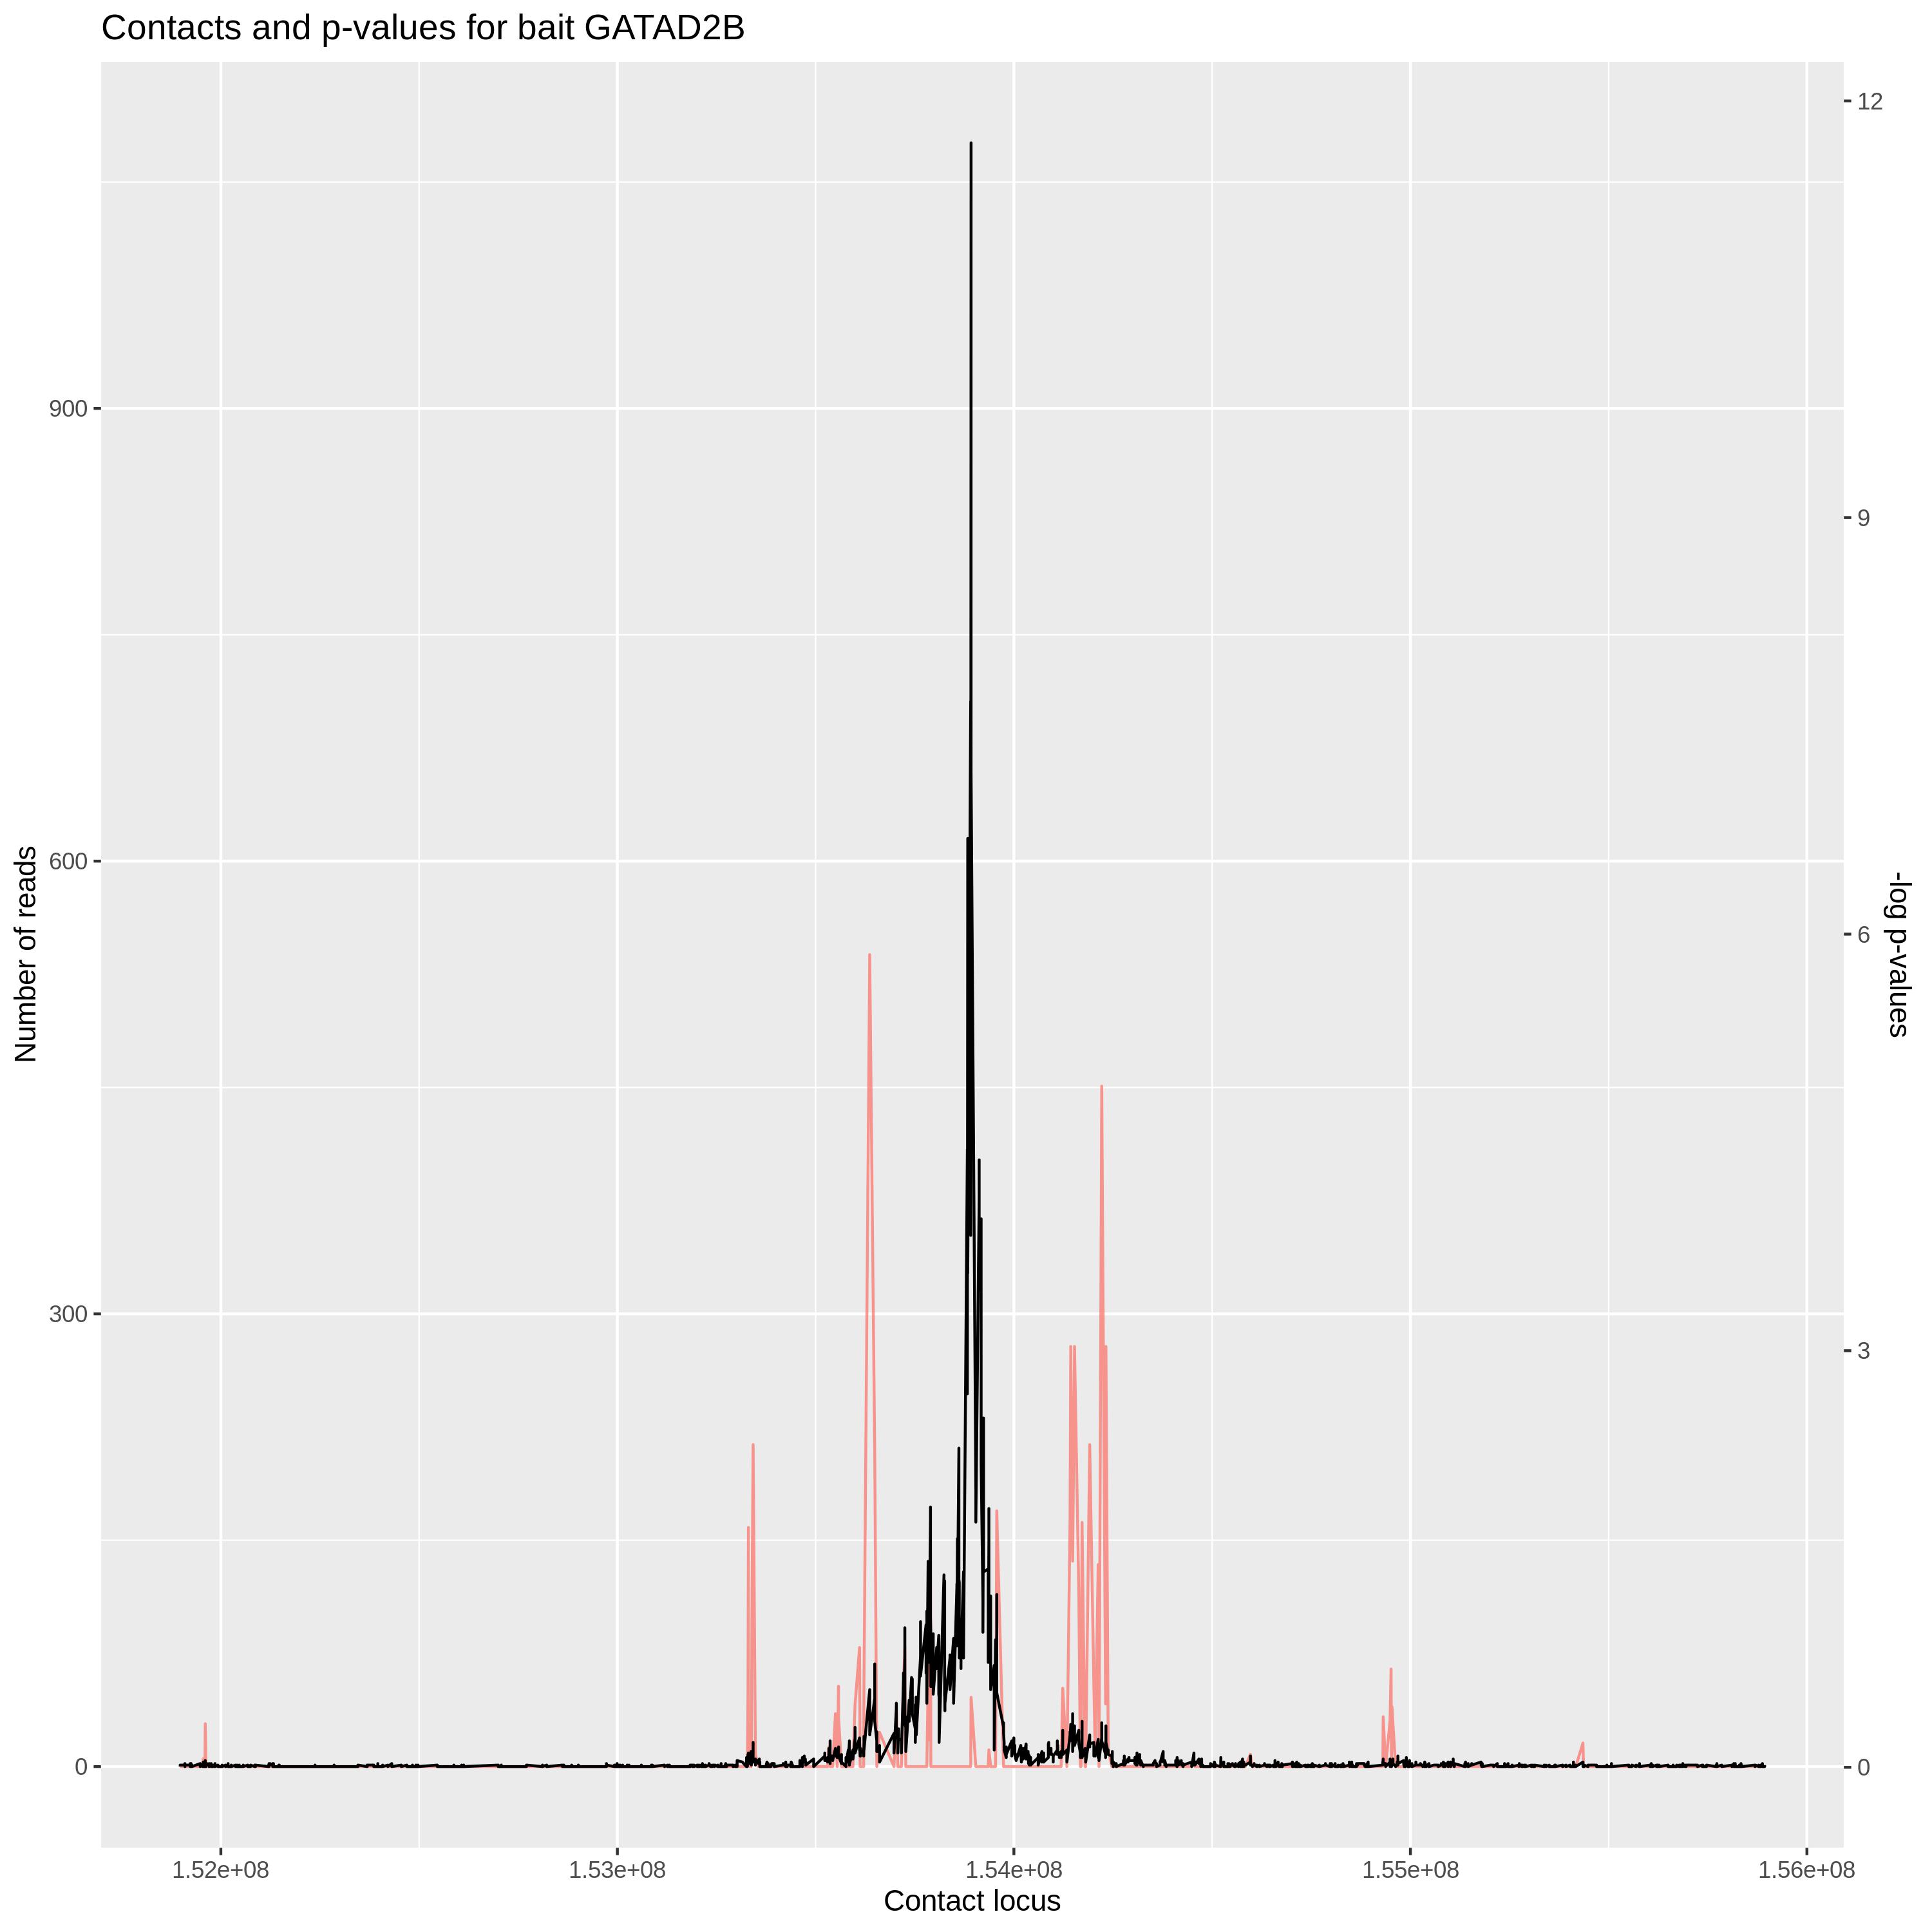 Contacts and p-values for bait GATAD2B
12
9
6
3
0
-log p-values
900
600
300
0
Number of reads
1.52e+08
1.53e+08
1.54e+08
1.55e+08
1.56e+08
Contact locus